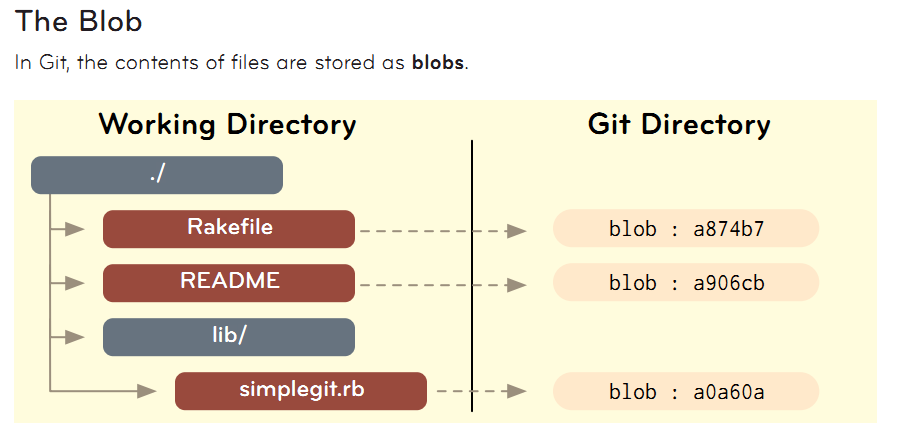 The Blob
In Git, the contents of files are stored as blobs.
Working Directory
Git Directory
./
Rakefile
blob : a874b7
README
blob : a906cb
lib/
simplegit.rb
blob : a0a60a